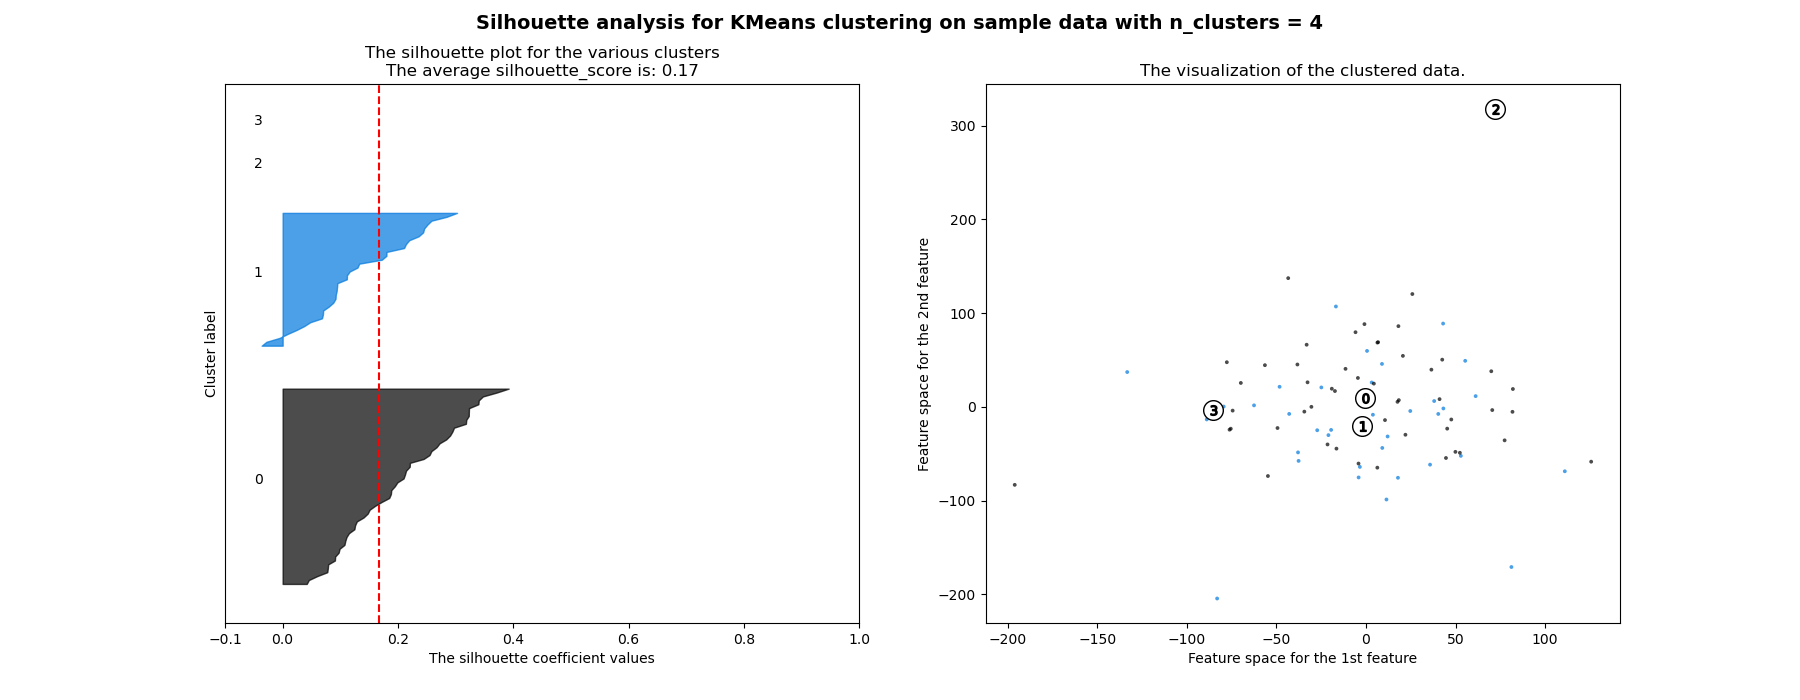 Silhouette analysis for KMeans clustering on sample data with n_clusters = 4
The silhouette plot for the various clusters
The average silhouette_score is: 0.17
3
2
1
0
Cluster label
−0.1 0.0 0.2 0.4 0.6 0.8 1.0
The silhouette coefficient values
The visualization of the clustered data.
300
200
100
0
−100
−200
Feature space for the 2nd feature
2
0
3
1
−200 −150 −100 −50 0 50 100
Feature space for the 1st feature